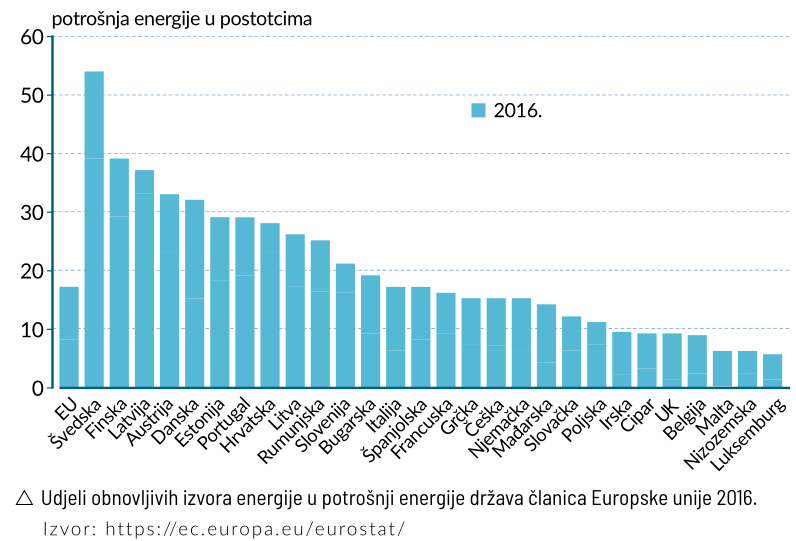 potrošnja energije u postotcima
60
50
40
30
20
10
0
2016.
EU
Švedska
Finska
Latvija
Austrija
Danska
Estonija
Portugal
Hrvatska
Litva
Rumunjska
Slovenija
Bugarska
Italija
Španjolska
Francuska
Grčka
Češka
Njemačka
Mađarska
Slovačka
Poljska
Irska
Cipar
UK
Belgija
Malta
Nizozemska
Luksemburg
Udjeli obnovljivih izvora energije u potrošnji energije država članica Europske unije 2016.
Izvor: https://ec.europa.eu/eurostat/